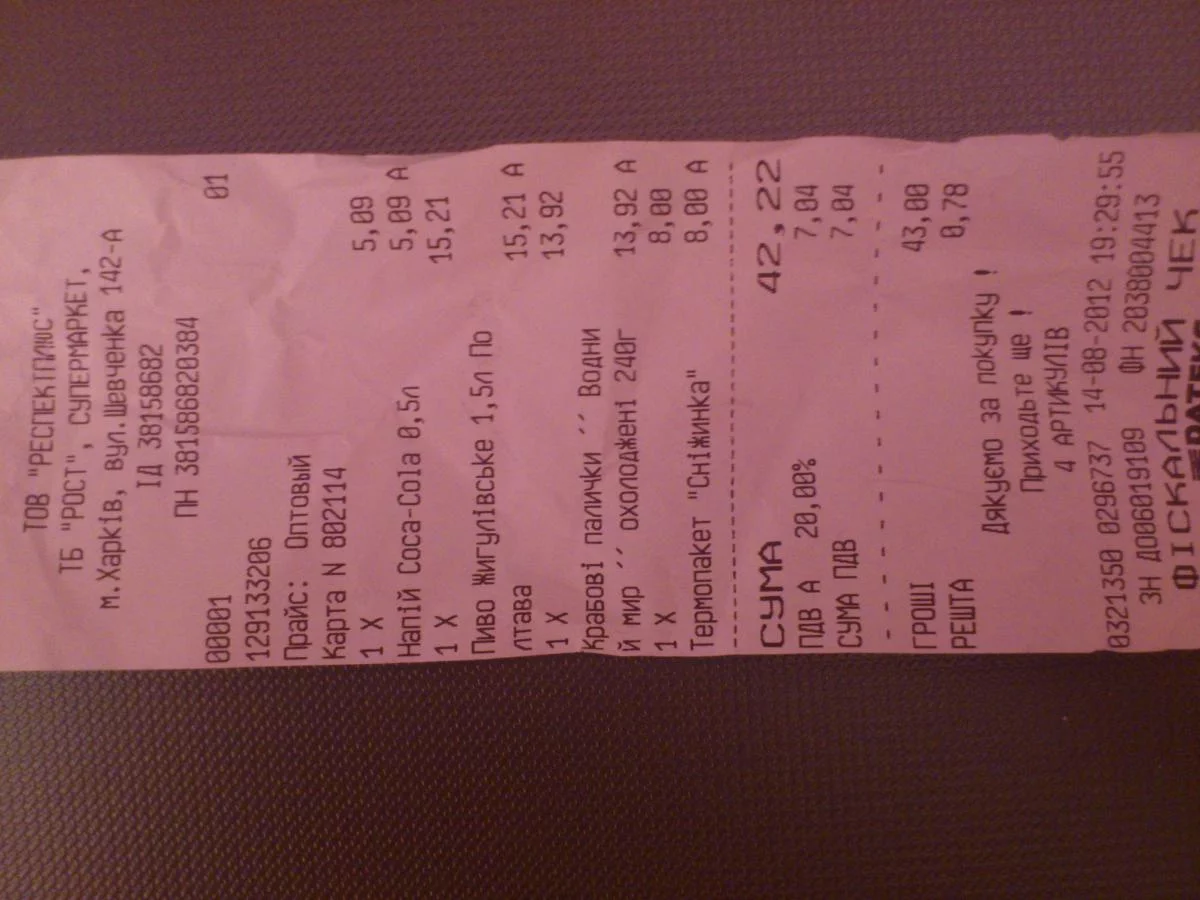 ТОВ "РЕСПЕКТПЛЮС"
ТБ "РОСТ", СУПЕРМАРКЕТ,
м.Харків, вул.Шевченка 142-А
ІД 38158682
ПН 381586820384
00001 01
129133206
Прайс: Оптовый
Карта N 802114
1 X 5,09
Напій Coca-Cola 0,5л 5,09 А
1 X 15,21
Пиво Жигулівське 1,5л По
лтава 15,21 А
1 X 13,92
Крабові палички ´´ Водни
й мир ´´ охолоджені 240г 13,92 А
1 X 8,00
Термопакет "Сніжинка" 8,00 А
СУМА 42,22
ПДВ А 20,00% 7,04
СУМА ПДВ 7,04
ГРОШІ 43,00
РЕШТА 0,78
Дякуємо за покупку !
Приходьте ще !
4 АРТИКУЛІВ
0321350 0296737 14-08-2012 19:29:55
ЗН ДО06019109 ФН 2038004413
ФІСКАЛЬНИЙ ЧЕК